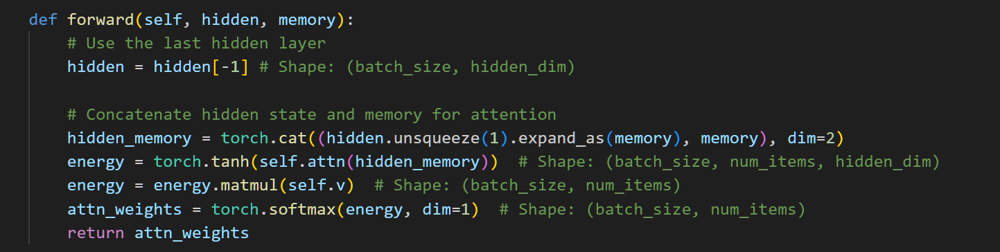 def forward(self, hidden, memory):
    # Use the last hidden layer
    hidden = hidden[-1] # Shape: (batch_size, hidden_dim)

    # Concatenate hidden state and memory for attention
    hidden_memory = torch.cat((hidden.unsqueeze(1).expand_as(memory), memory), dim=2)
    energy = torch.tanh(self.attn(hidden_memory))  # Shape: (batch_size, num_items, hidden_dim)
    energy = energy.matmul(self.v)  # Shape: (batch_size, num_items)
    attn_weights = torch.softmax(energy, dim=1)  # Shape: (batch_size, num_items)
    return attn_weights